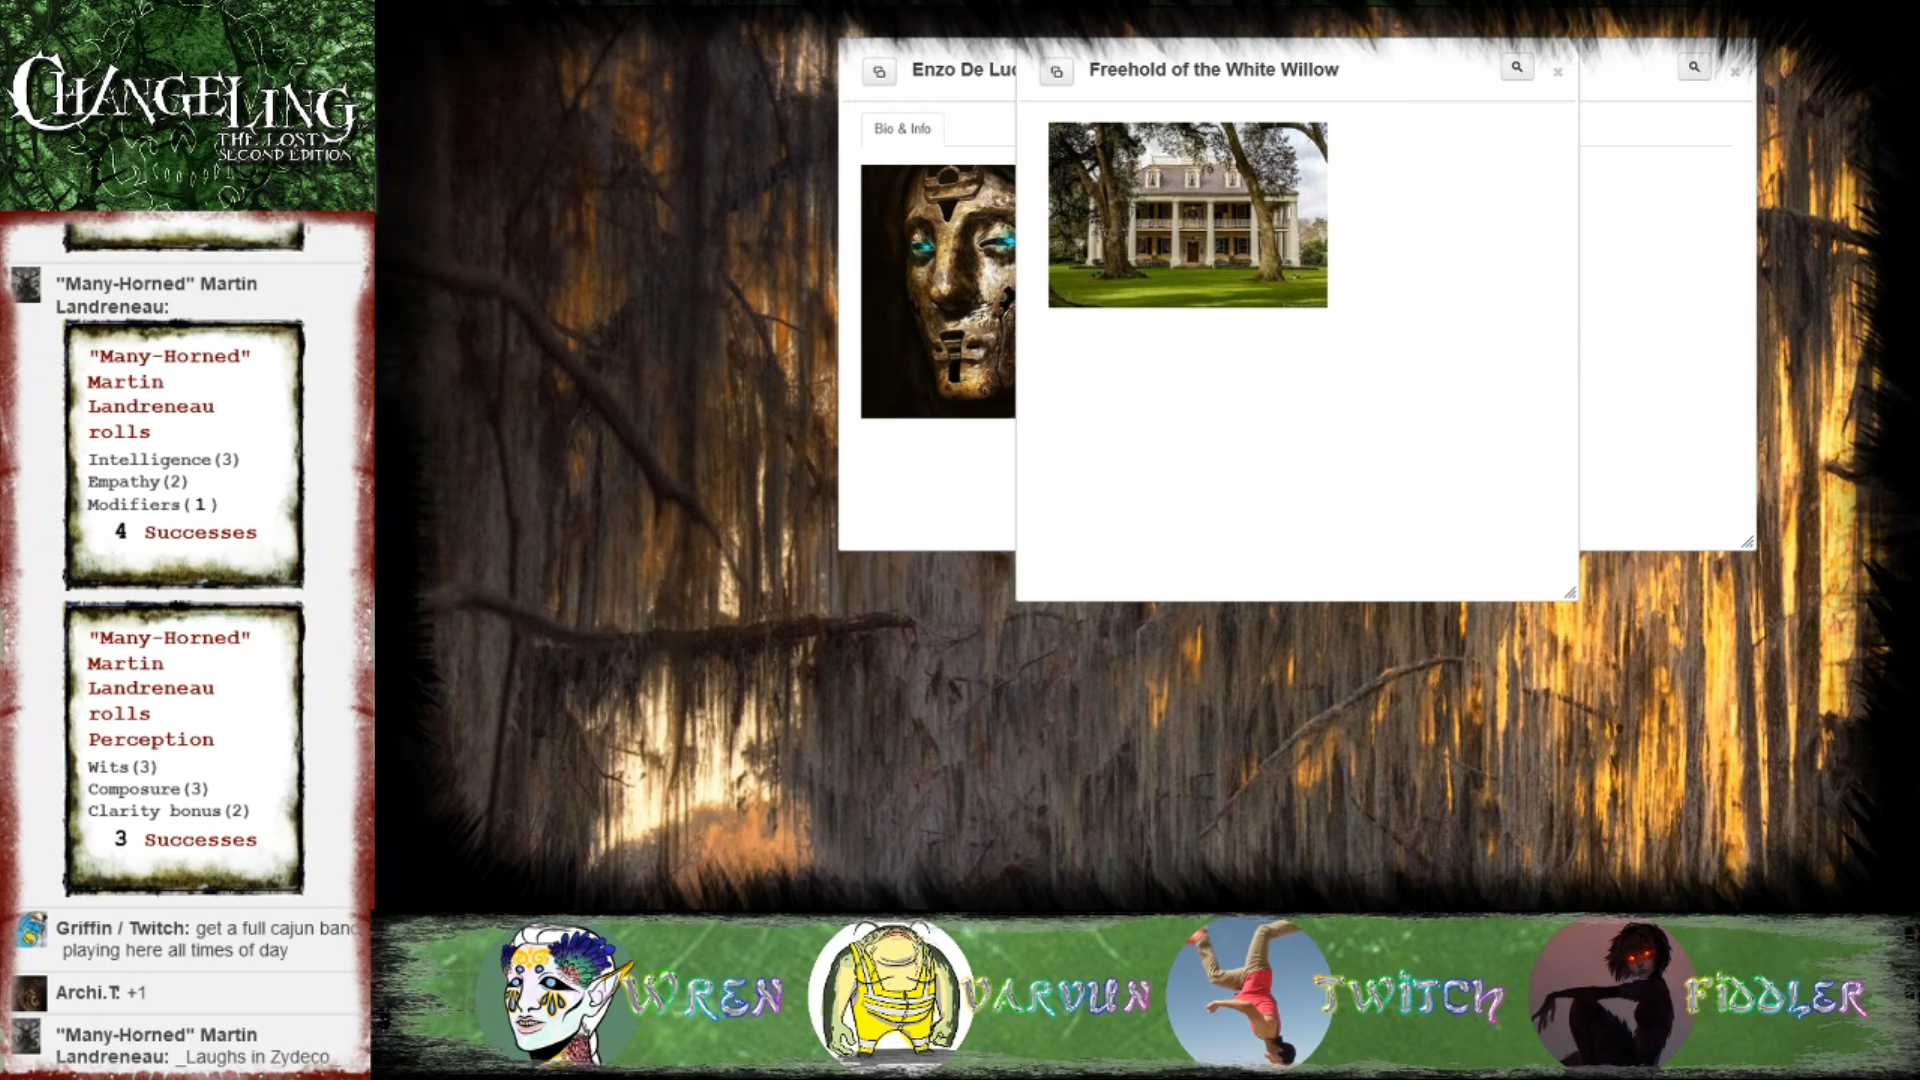 CHANGELING
THE LOST
SECOND EDITION
"Many-Horned" Martin
Landreneau:
"Many-Horned"
Martin
Landreneau
rolls
Intelligence(3)
Empathy(2)
Modifiers(1)
4 Successes
"Many-Horned"
Martin
Landreneau
rolls
Perception
Wits(3)
Composure(3)
Clarity bonus(2)
3 Successes
Griffin / Twitch: get a full cajun band
playing here all times of day
Archi.T: +1
"Many-Horned" Martin
Landreneau: _Laughs in Zydeco
Enzo De Luc
Bio & Info
Freehold of the White Willow
WREN
VARVUN
TWITCH
FIDDLER